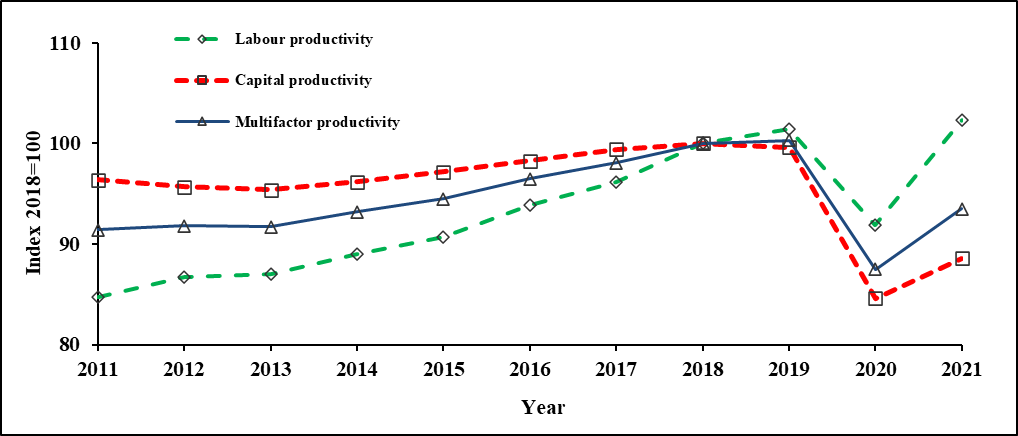 Labour productivity
Capital productivity
Multifactor productivity
Index 2018=100
110
100
90
80
2011 2012 2013 2014 2015 2016 2017 2018 2019 2020 2021
Year